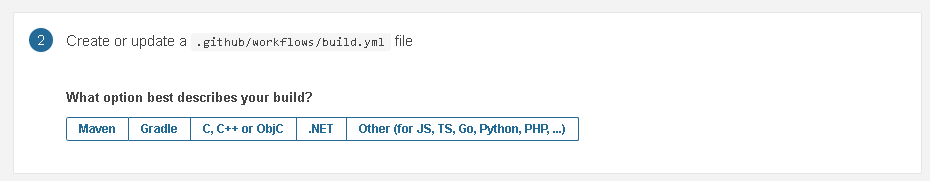 2 Create or update a .github/workflows/build.yml file
What option best describes your build?
Maven Gradle C, C++ or ObjC .NET Other (for JS, TS, Go, Python, PHP, ...)